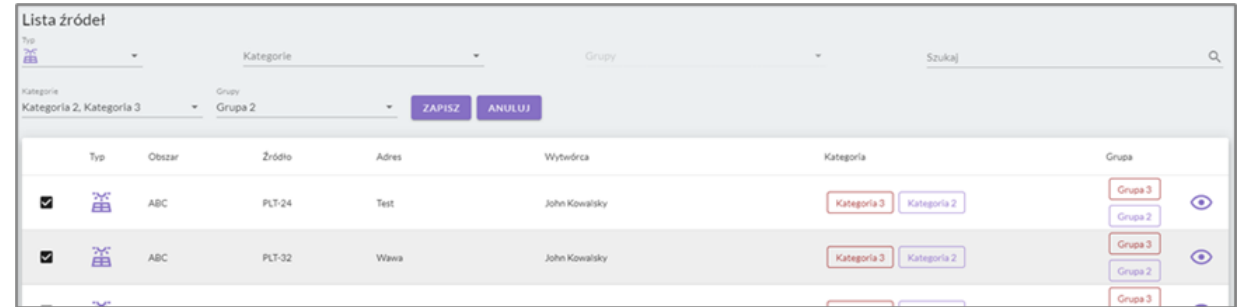 Lista źródeł
Typ
Kategorie Grupy Szukaj
Kategorie Grupy
Kategoria 2, Kategoria 3 Grupa 2 ZAPISZ ANULUJ
Typ Obszar Źródło Adres Wytwórca Kategoria Grupa
Grupa 3
ABC PLT-24 Test John Kowalsky Kategoria 3 Kategoria 2
Grupa 2
Grupa 3
ABC PLT-32 Wawa John Kowalsky Kategoria 3 Kategoria 2
Grupa 2
Grupa 3